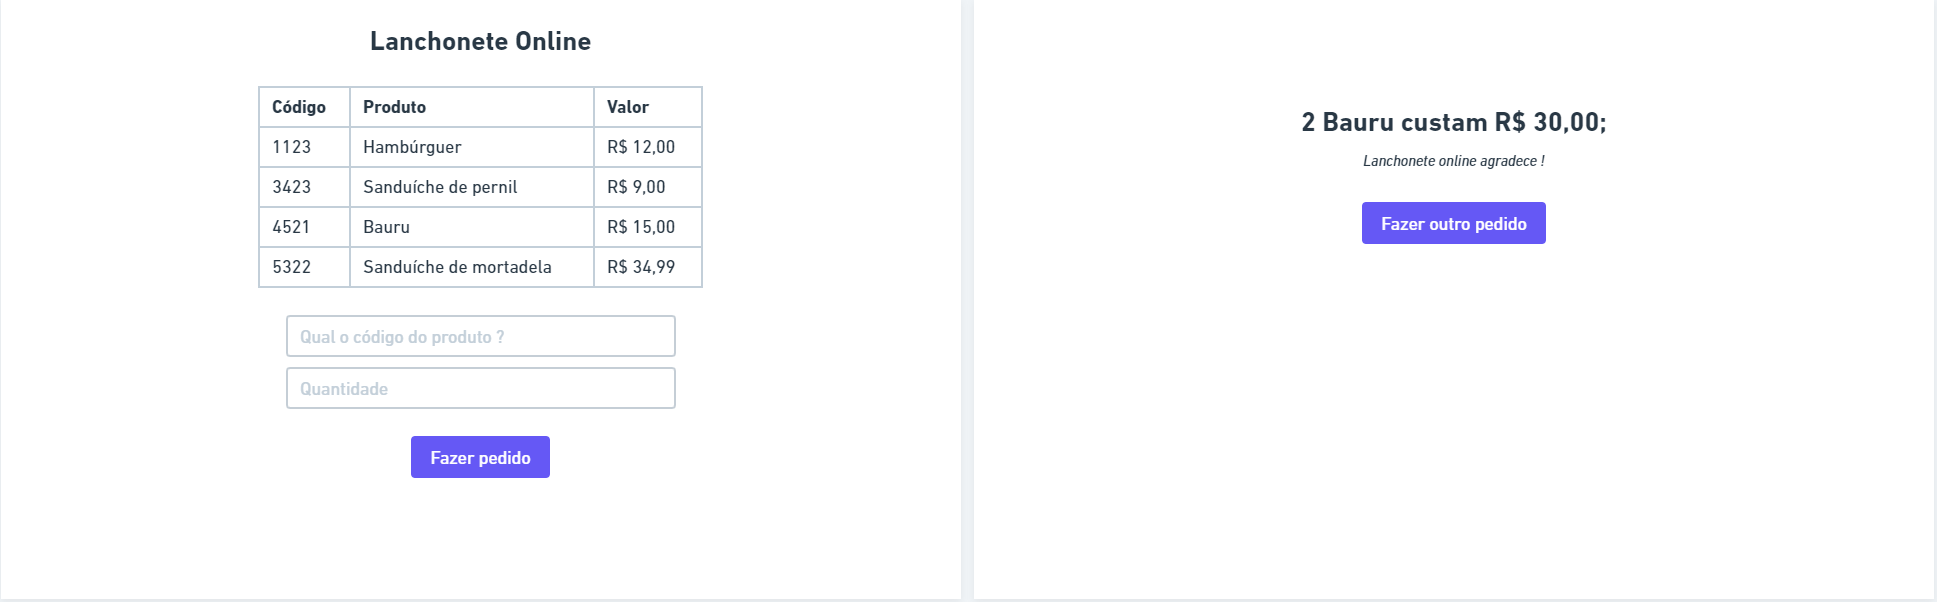 Lanchonete Online
Código Produto Valor
1123 Hambúrguer R$ 12,00
3423 Sanduíche de pernil R$ 9,00
4521 Bauru R$ 15,00
5322 Sanduíche de mortadela R$ 34,99
Qual o código do produto ?
Quantidade
Fazer pedido
2 Bauru custam R$ 30,00;
Lanchonete online agradece !
Fazer outro pedido